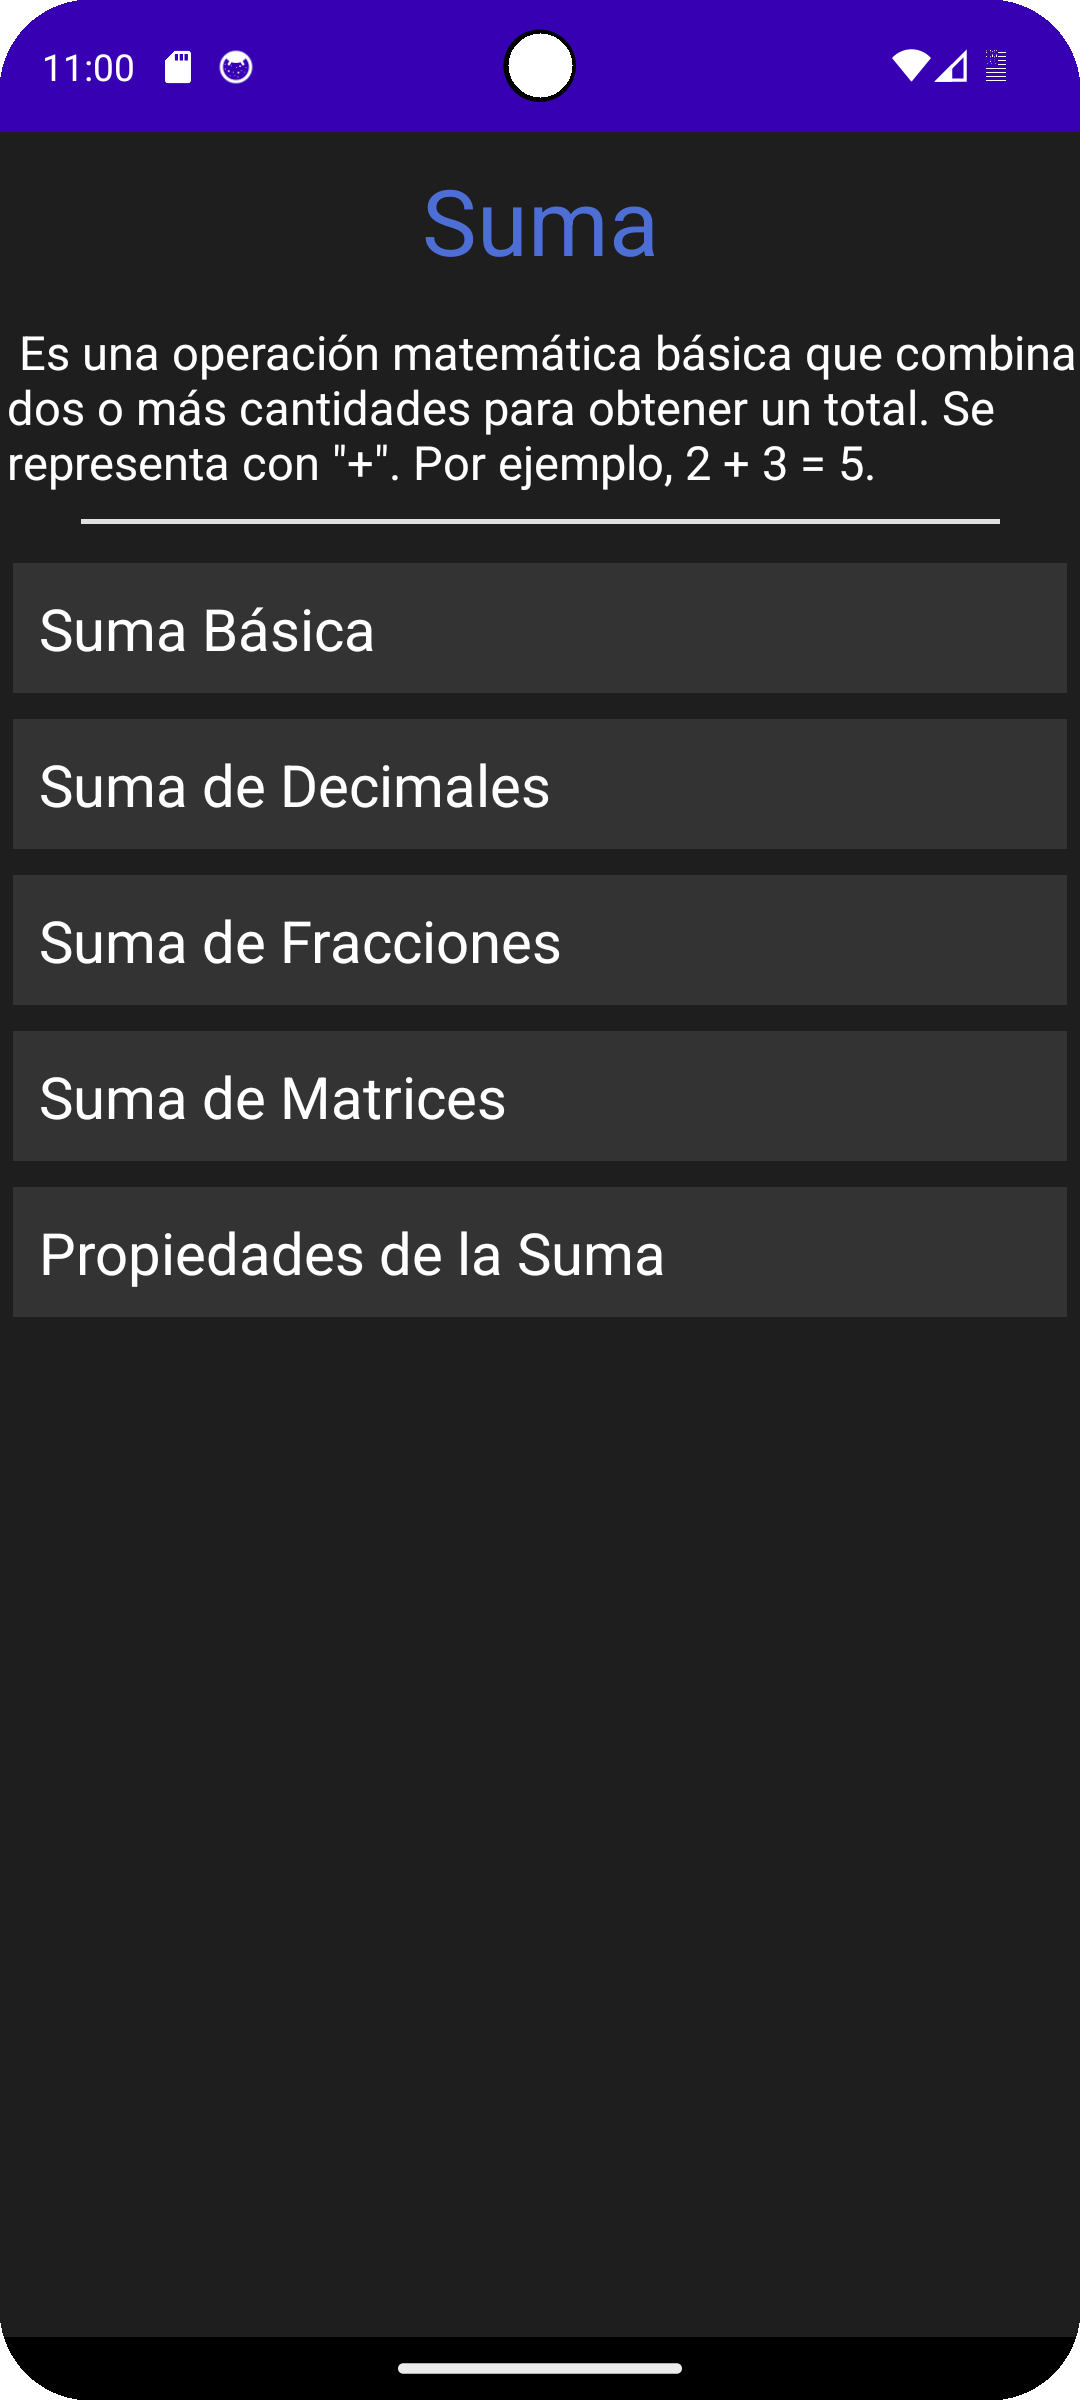 11:00
Suma
Es una operación matemática básica que combina
dos o más cantidades para obtener un total. Se
representa con "+". Por ejemplo, 2 + 3 = 5.
Suma Básica
Suma de Decimales
Suma de Fracciones
Suma de Matrices
Propiedades de la Suma